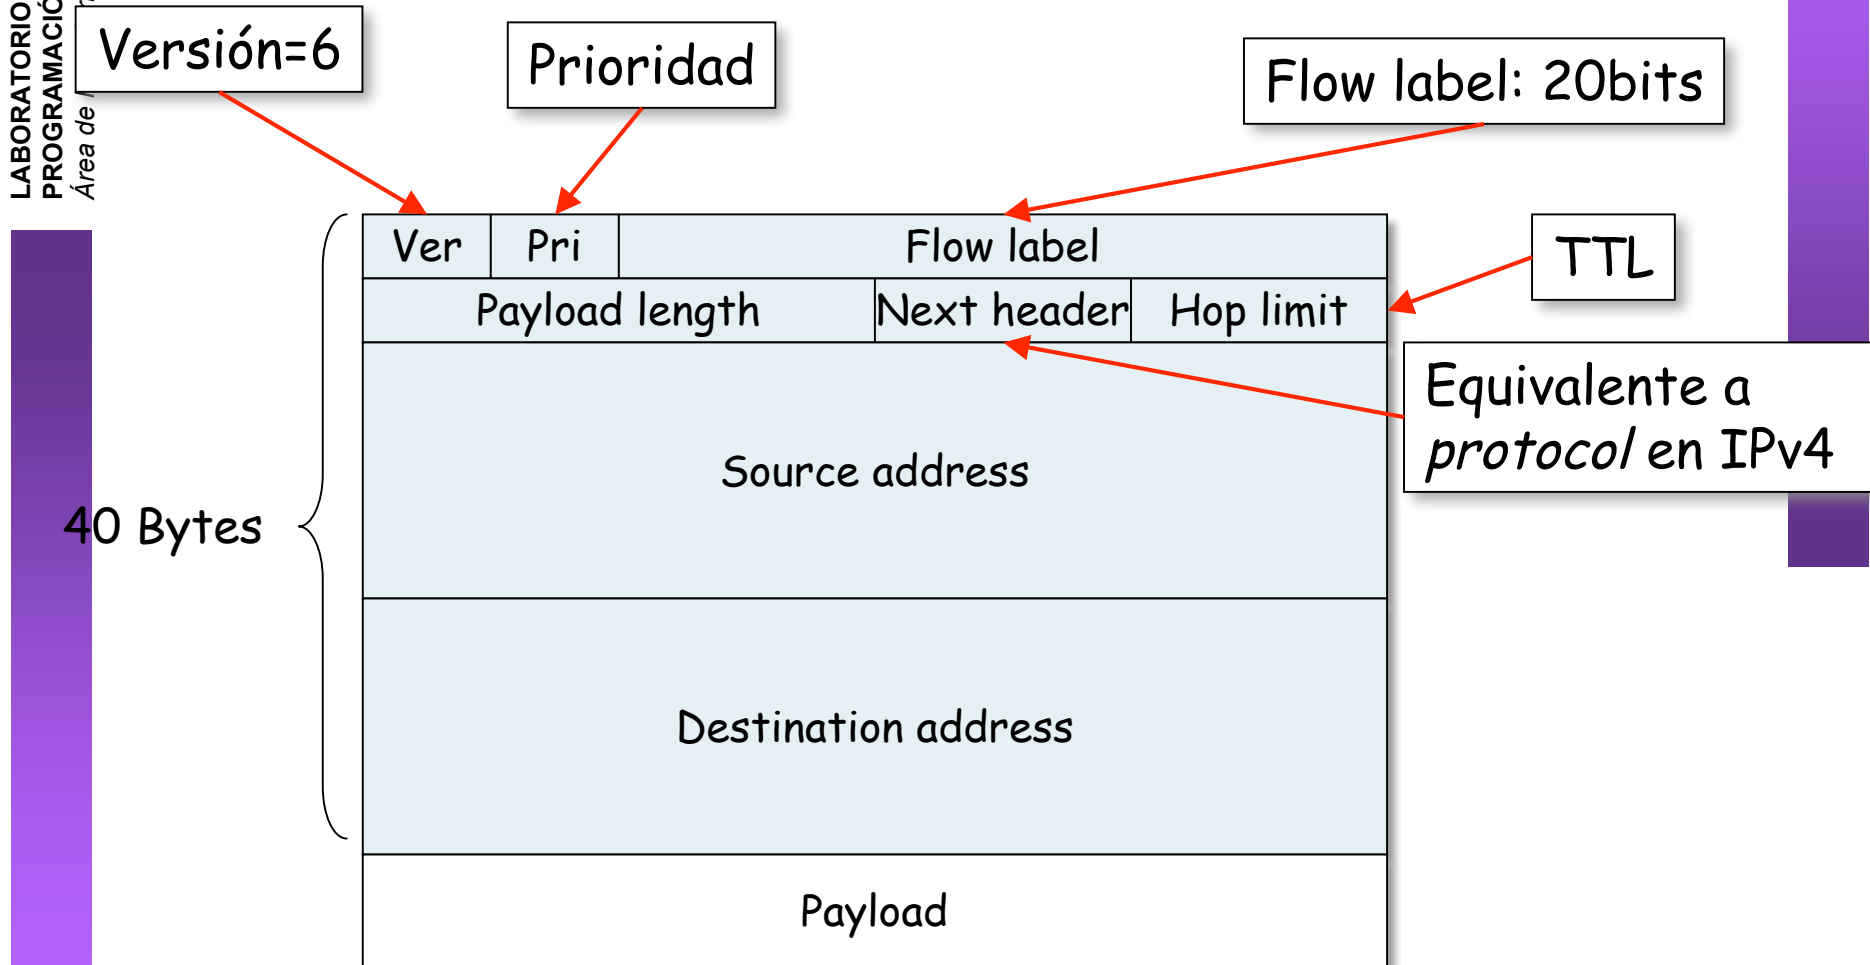 LABORATORIO
PROGRAMACIÓ
Área de
Versión=6
Prioridad
Flow label: 20bits
Ver Pri Flow label
TTL
Payload length Next header Hop limit
Equivalente a
protocol en IPv4
Source address
40 Bytes
Destination address
Payload